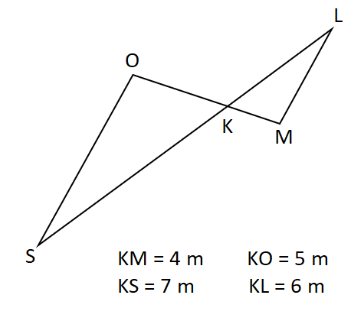 L
O
K
M
S
KM = 4 m KO = 5 m
KS = 7 m KL = 6 m